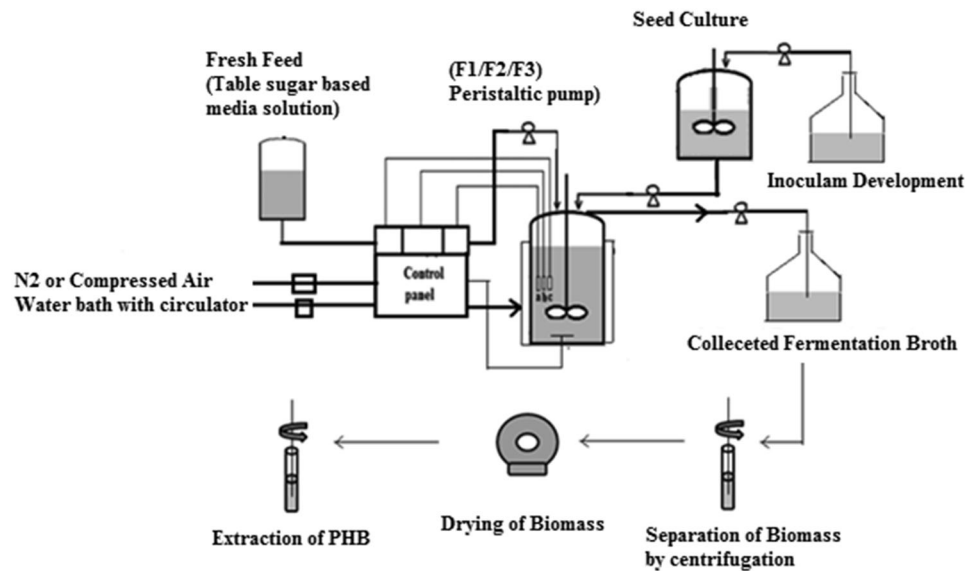 Seed Culture
Fresh Feed
(Table sugar based
media solution)
(F1/F2/F3)
Peristaltic pump)
Inoculam Development
N2 or Compressed Air
Water bath with circulator
Control
panel
a b c
Colleceted Fermentation Broth
Extraction of PHB
Drying of Biomass
Separation of Biomass
by centrifugation